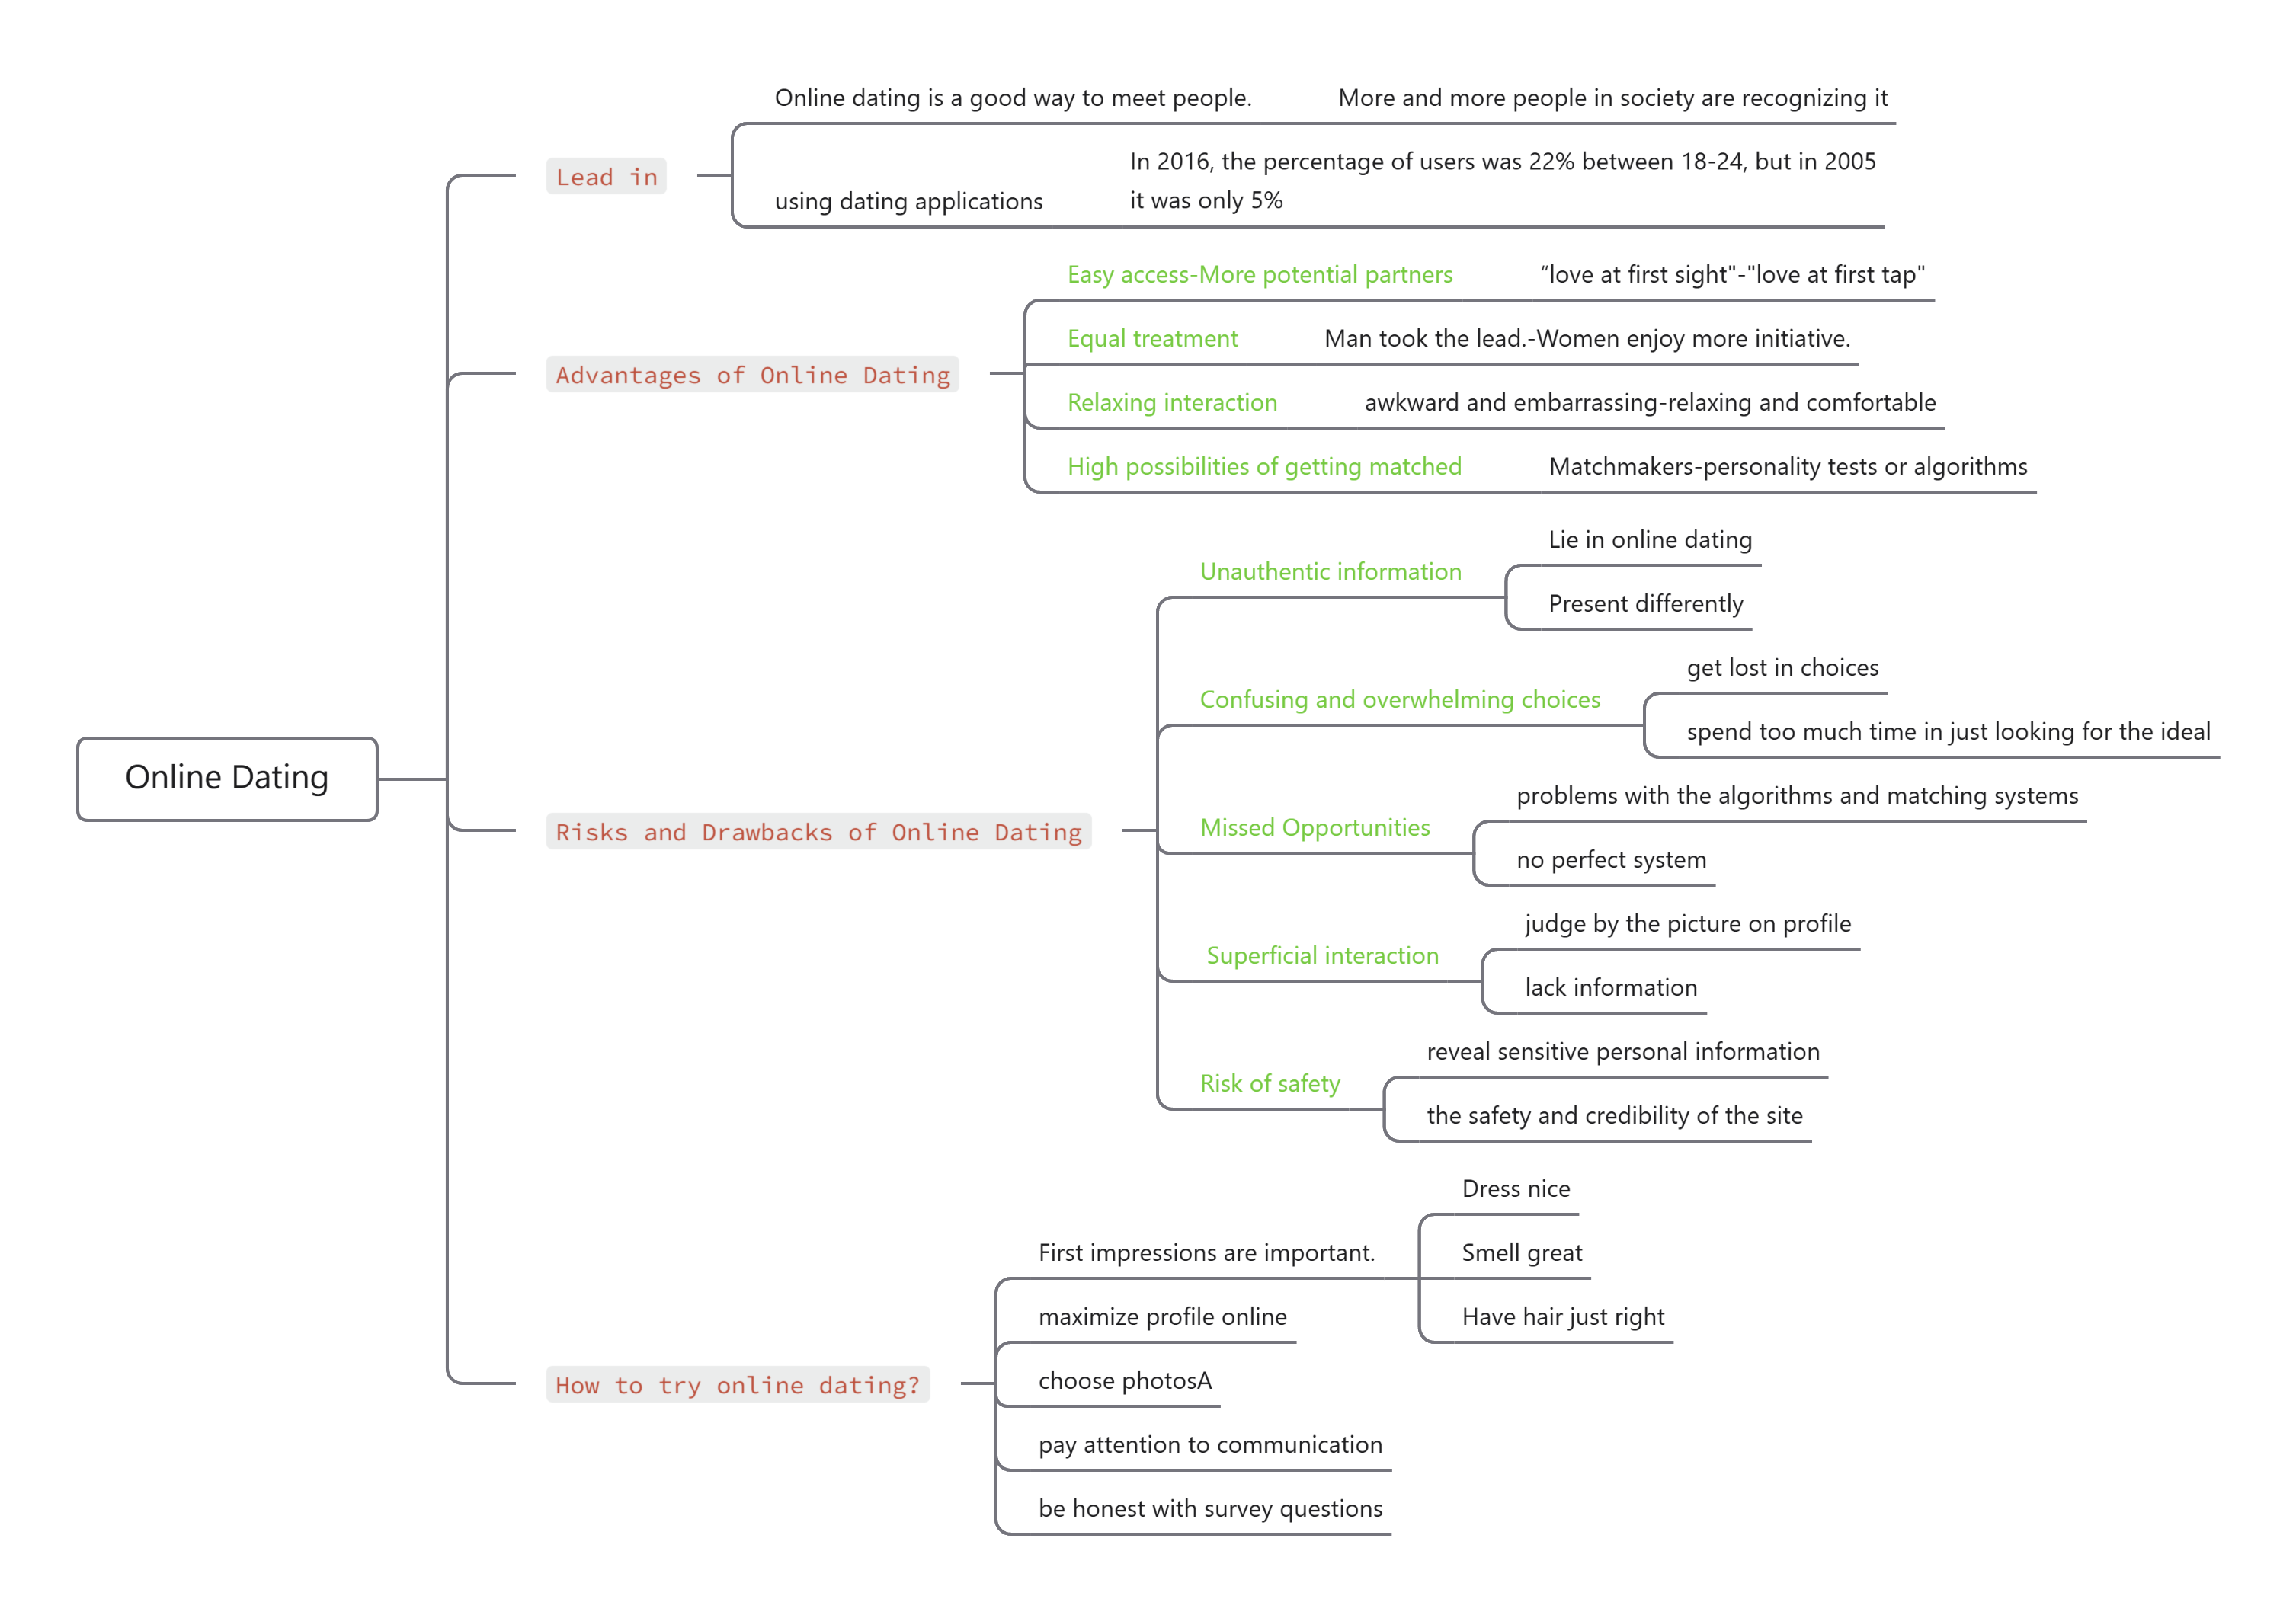 Online Dating
Lead in
Online dating is a good way to meet people.
More and more people in society are recognizing it
using dating applications
In 2016, the percentage of users was 22% between 18-24, but in 2005
it was only 5%
Advantages of Online Dating
Easy access-More potential partners
“love at first sight"-"love at first tap"
Equal treatment
Man took the lead.-Women enjoy more initiative.
Relaxing interaction
awkward and embarrassing-relaxing and comfortable
High possibilities of getting matched
Matchmakers-personality tests or algorithms
Risks and Drawbacks of Online Dating
Unauthentic information
Lie in online dating
Present differently
Confusing and overwhelming choices
get lost in choices
spend too much time in just looking for the ideal
Missed Opportunities
problems with the algorithms and matching systems
no perfect system
Superficial interaction
judge by the picture on profile
lack information
Risk of safety
reveal sensitive personal information
the safety and credibility of the site
How to try online dating?
First impressions are important.
Dress nice
Smell great
Have hair just right
maximize profile online
choose photosA
pay attention to communication
be honest with survey questions